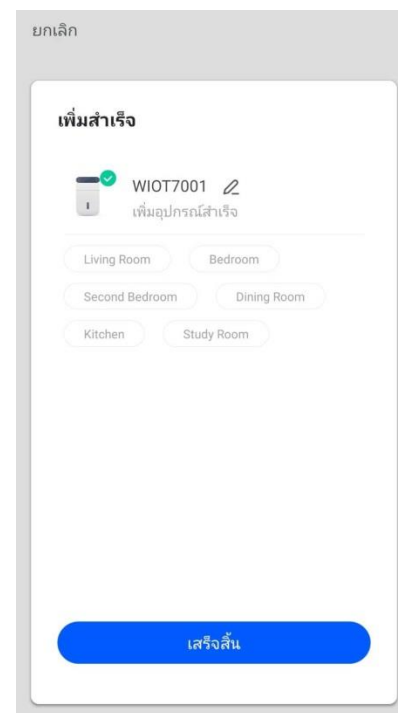 ยกเลิก
เพิ่มสำเร็จ
WIOT7001
เพิ่มอุปกรณ์สำเร็จ
Living Room Bedroom
Second Bedroom Dining Room
Kitchen Study Room
เสร็จสิ้น